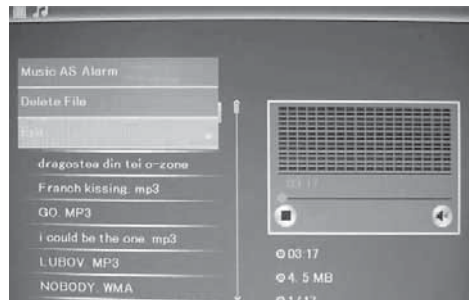 Music AS Alarm
Delete File
Exit
dragostea din tei o-zone
Franch kissing. mp3
GO. MP3
i could be the one. mp3
LUBOV. MP3
NOBODY. WMA
03:17
03:17
4. 5 MB